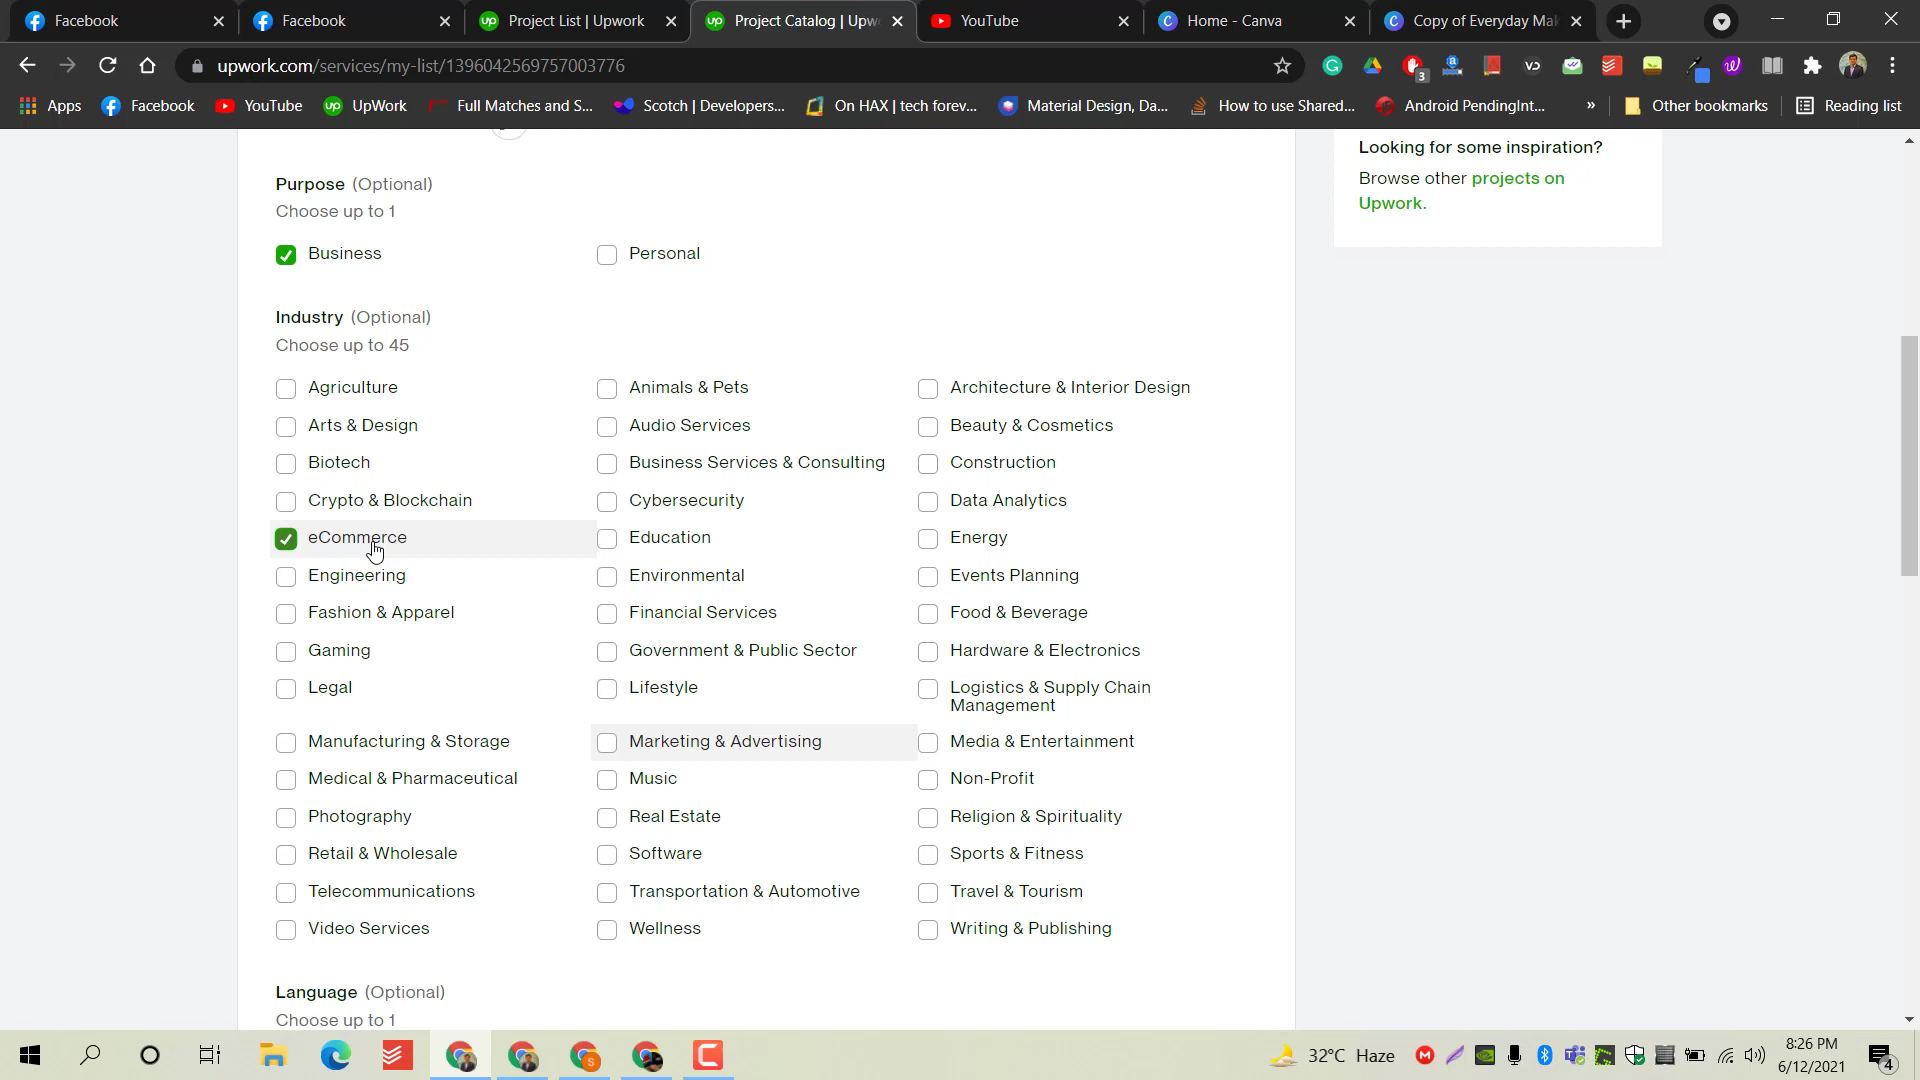 Facebook
Facebook
Project List | Upwork
Project Catalog | Upw
YouTube
Home - Canva
Copy of Everyday Mak
upwork.com/services/my-list/1396042569757003776
3
Apps
Facebook
YouTube
UpWork
Full Matches and S...
Scotch | Developers...
On HAX | tech forev...
Material Design, Da...
How to use Shared...
Android PendingInt...
»
Other bookmarks
Reading list
Looking for some inspiration?
Browse other projects on
Upwork.
Purpose (Optional)
Choose up to 1
Business
Personal
Industry (Optional)
Choose up to 45
Agriculture
Animals & Pets
Architecture & Interior Design
Arts & Design
Audio Services
Beauty & Cosmetics
Biotech
Business Services & Consulting
Construction
Crypto & Blockchain
Cybersecurity
Data Analytics
eCommerce
Education
Energy
Engineering
Environmental
Events Planning
Fashion & Apparel
Financial Services
Food & Beverage
Gaming
Government & Public Sector
Hardware & Electronics
Legal
Lifestyle
Logistics & Supply Chain
Management
Manufacturing & Storage
Marketing & Advertising
Media & Entertainment
Medical & Pharmaceutical
Music
Non-Profit
Photography
Real Estate
Religion & Spirituality
Retail & Wholesale
Software
Sports & Fitness
Telecommunications
Transportation & Automotive
Travel & Tourism
Video Services
Wellness
Writing & Publishing
Language (Optional)
Choose up to 1
32°C Haze
8:26 PM
6/12/2021
4